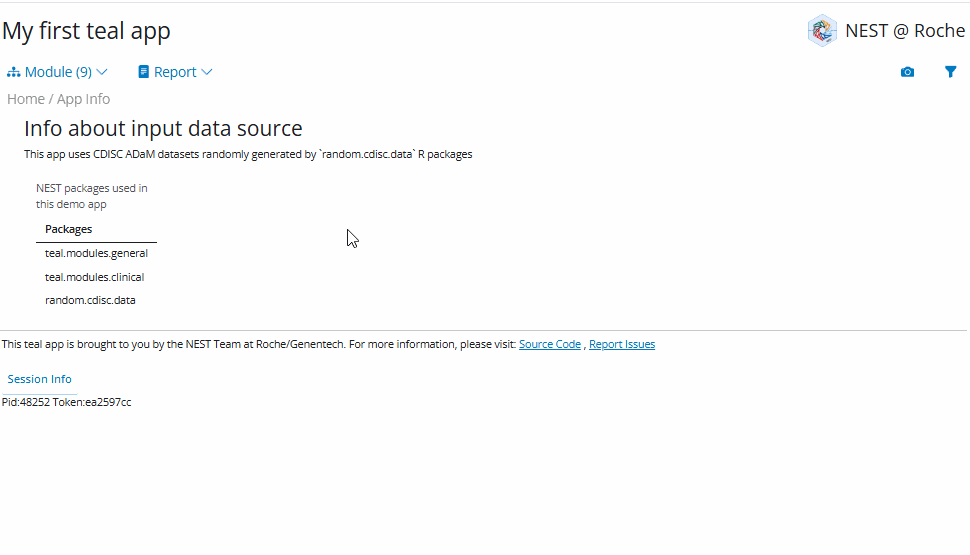 My first teal app
NEST @ Roche
Module (9)
Report
Home / App Info
Info about input data source
This app uses CDISC ADaM datasets randomly generated by `random.cdisc.data` R packages
NEST packages used in
this demo app
Packages
teal.modules.general
teal.modules.clinical
random.cdisc.data
This teal app is brought to you by the NEST Team at Roche/Genentech. For more information, please visit: Source Code , Report Issues
Session Info
Pid:48252 Token:ea2597cc